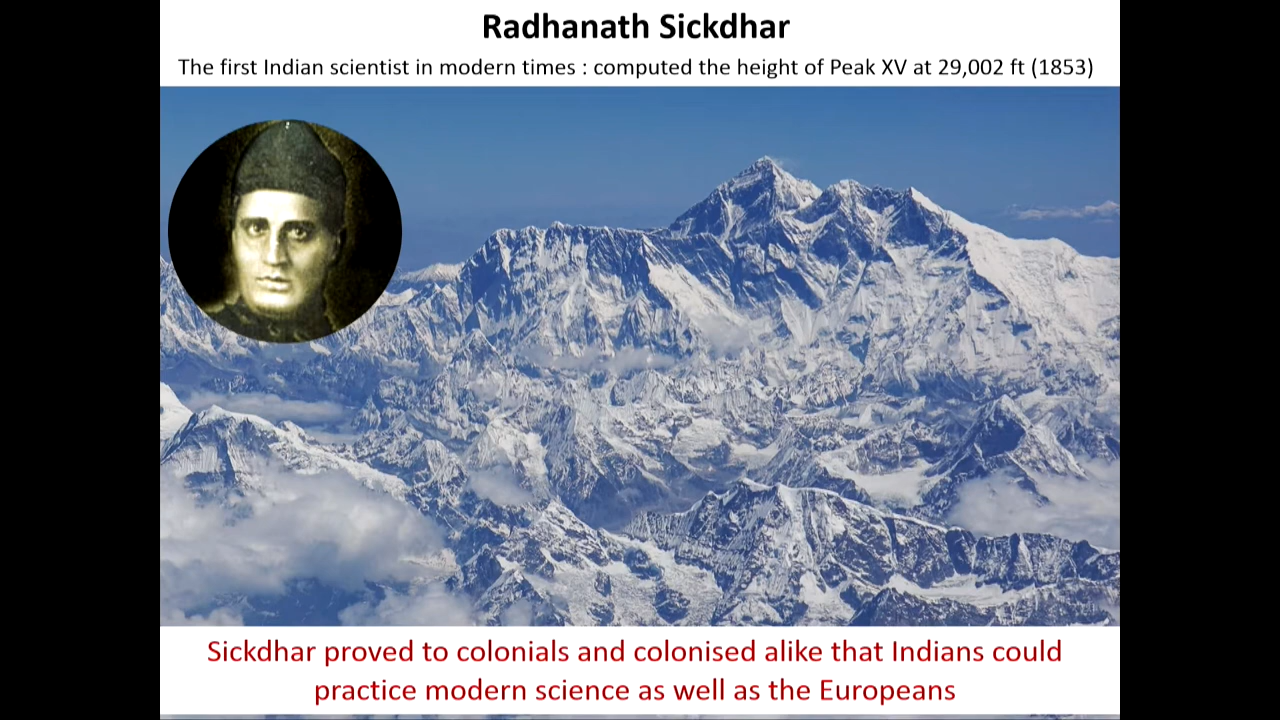 Radhanath Sickdhar
The first Indian scientist in modern times : computed the height of Peak XV at 29,002 ft (1853)
Sickdhar proved to colonials and colonised alike that Indians could
practice modern science as well as the Europeans